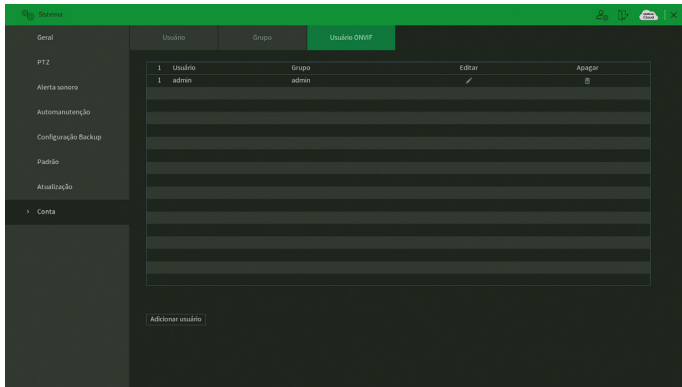 Sistema
Geral
PTZ
Alerta sonoro
Automanutenção
Configuração Backup
Padrão
Atualização
Conta
Usuário Grupo Usuário ONVIF
1 Usuário Grupo Editar Apagar
1 admin admin
Adicionar usuário